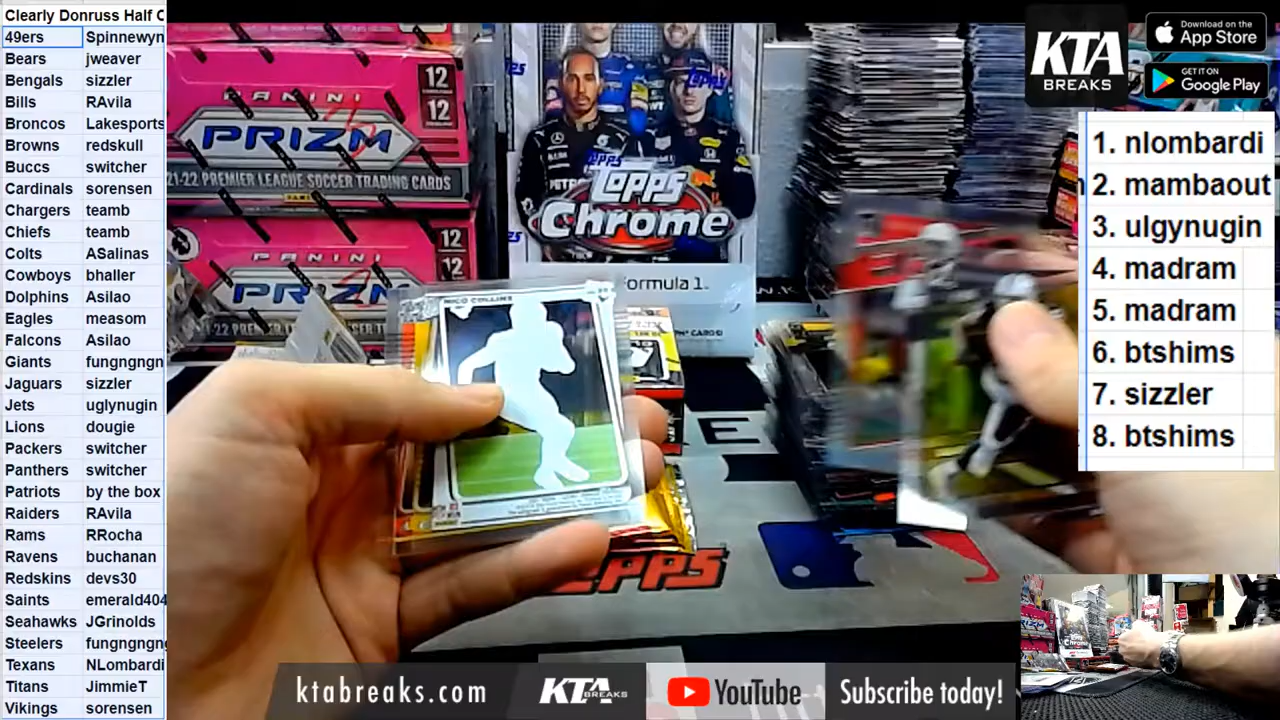 Clearly Donruss Half C
49ers Spinnewyn
Bears jweaver
Bengals sizzler
Bills RAvila
Broncos Lakesports
Browns redskull
Buccs switcher
Cardinals sorensen
Chargers teamb
Chiefs teamb
Colts ASalinas
Cowboys bhaller
Dolphins Asilao
Eagles measom
Falcons Asilao
Giants fungngngn
Jaguars sizzler
Jets uglynugin
Lions dougie
Packers switcher
Panthers switcher
Patriots by the box
Raiders RAvila
Rams RRocha
Ravens buchanan
Redskins devs30
Saints emerald404
Seahawks JGrinolds
Steelers fungngngn
Texans NLombardi
Titans JimmieT
Vikings sorensen
PANINI
PRIZM
21-22 PREMIER LEAGUE SOCCER TRADING CARDS
12
12
PANINI
PRIZM
12
12
Topps
Chrome
Formula 1.
NICO COLLINS
TOPPS
KTA
BREAKS
Download on the
App Store
GET IT ON
Google Play
1. nlombardi
2. mambaout
3. ulgynugin
4. madram
5. madram
6. btshims
7. sizzler
8. btshims
ktabreaks.com
KTA
BREAKS
YouTube
Subscribe today!